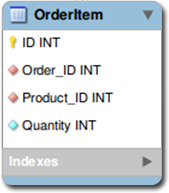 OrderItem
ID INT
Order_ID INT
Product_ID INT
Quantity INT
Indexes